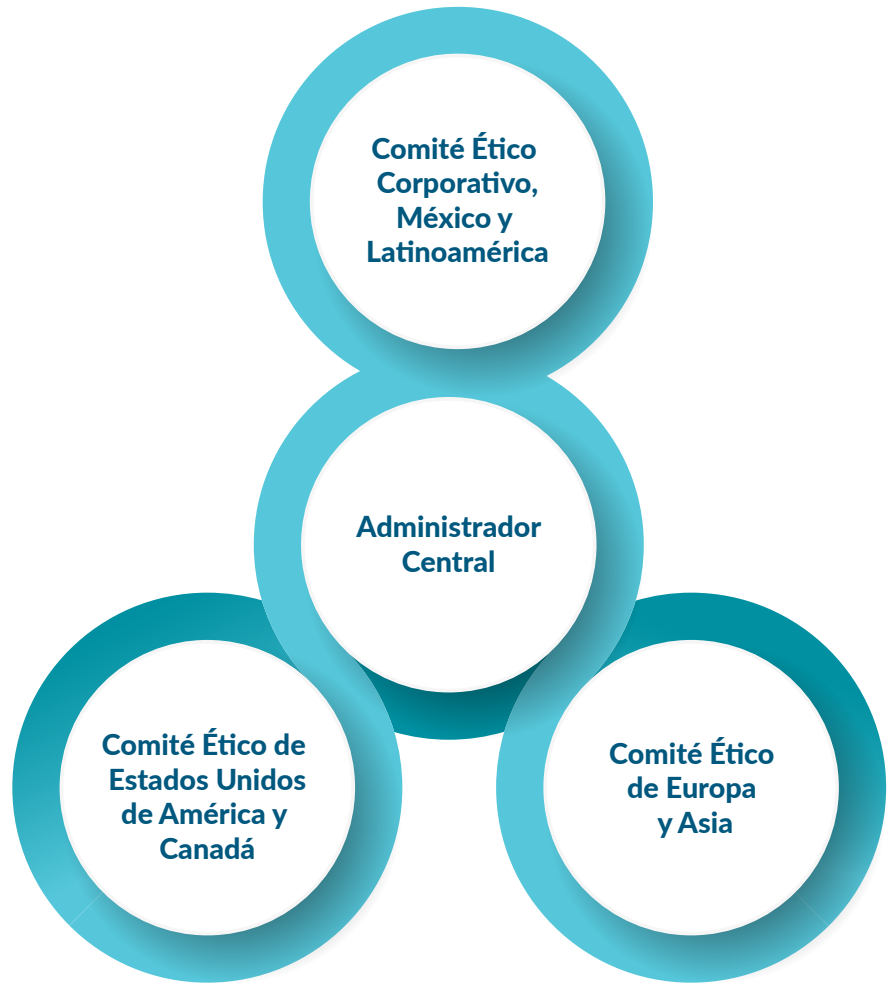 Comité Ético
Corporativo,
México y
Latinoamérica
Administrador
Central
Comité Ético de
Estados Unidos
de América y
Canadá
Comité Ético
de Europa
y Asia